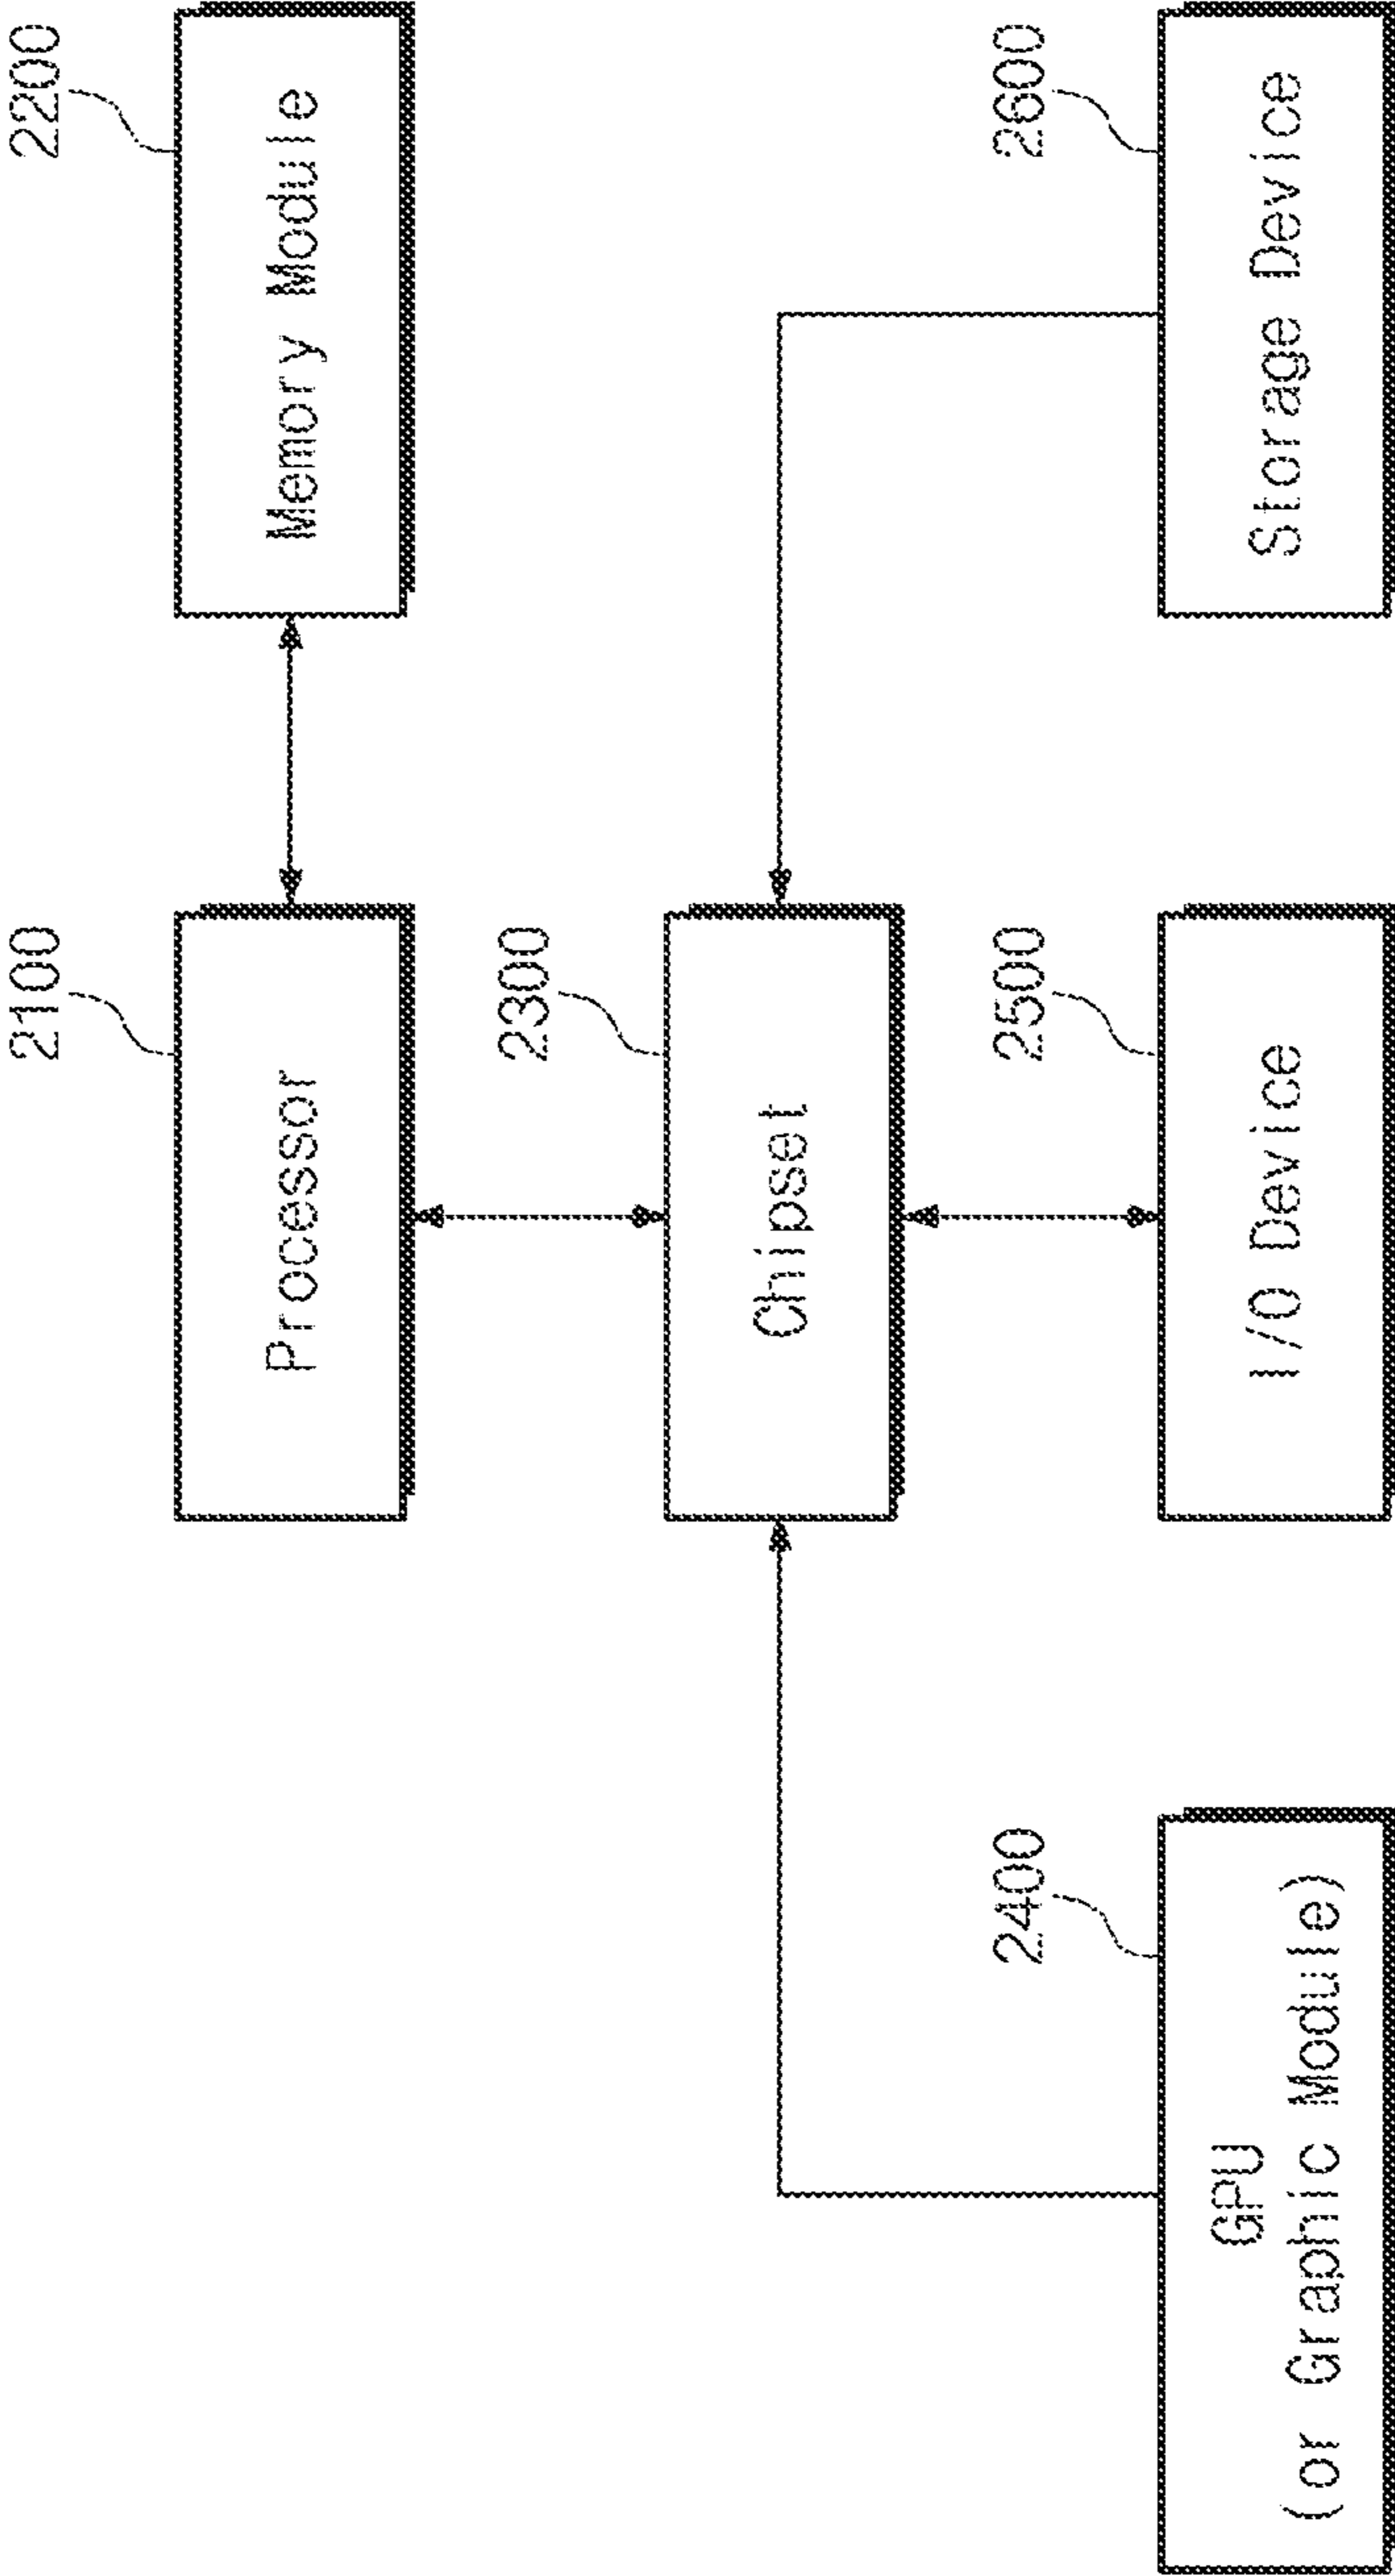 2100
Processor
2200
Memory Module
2300
Chipset
2400
GPU
(or Graphic Module)
2500
I/O Device
2600
Storage Device